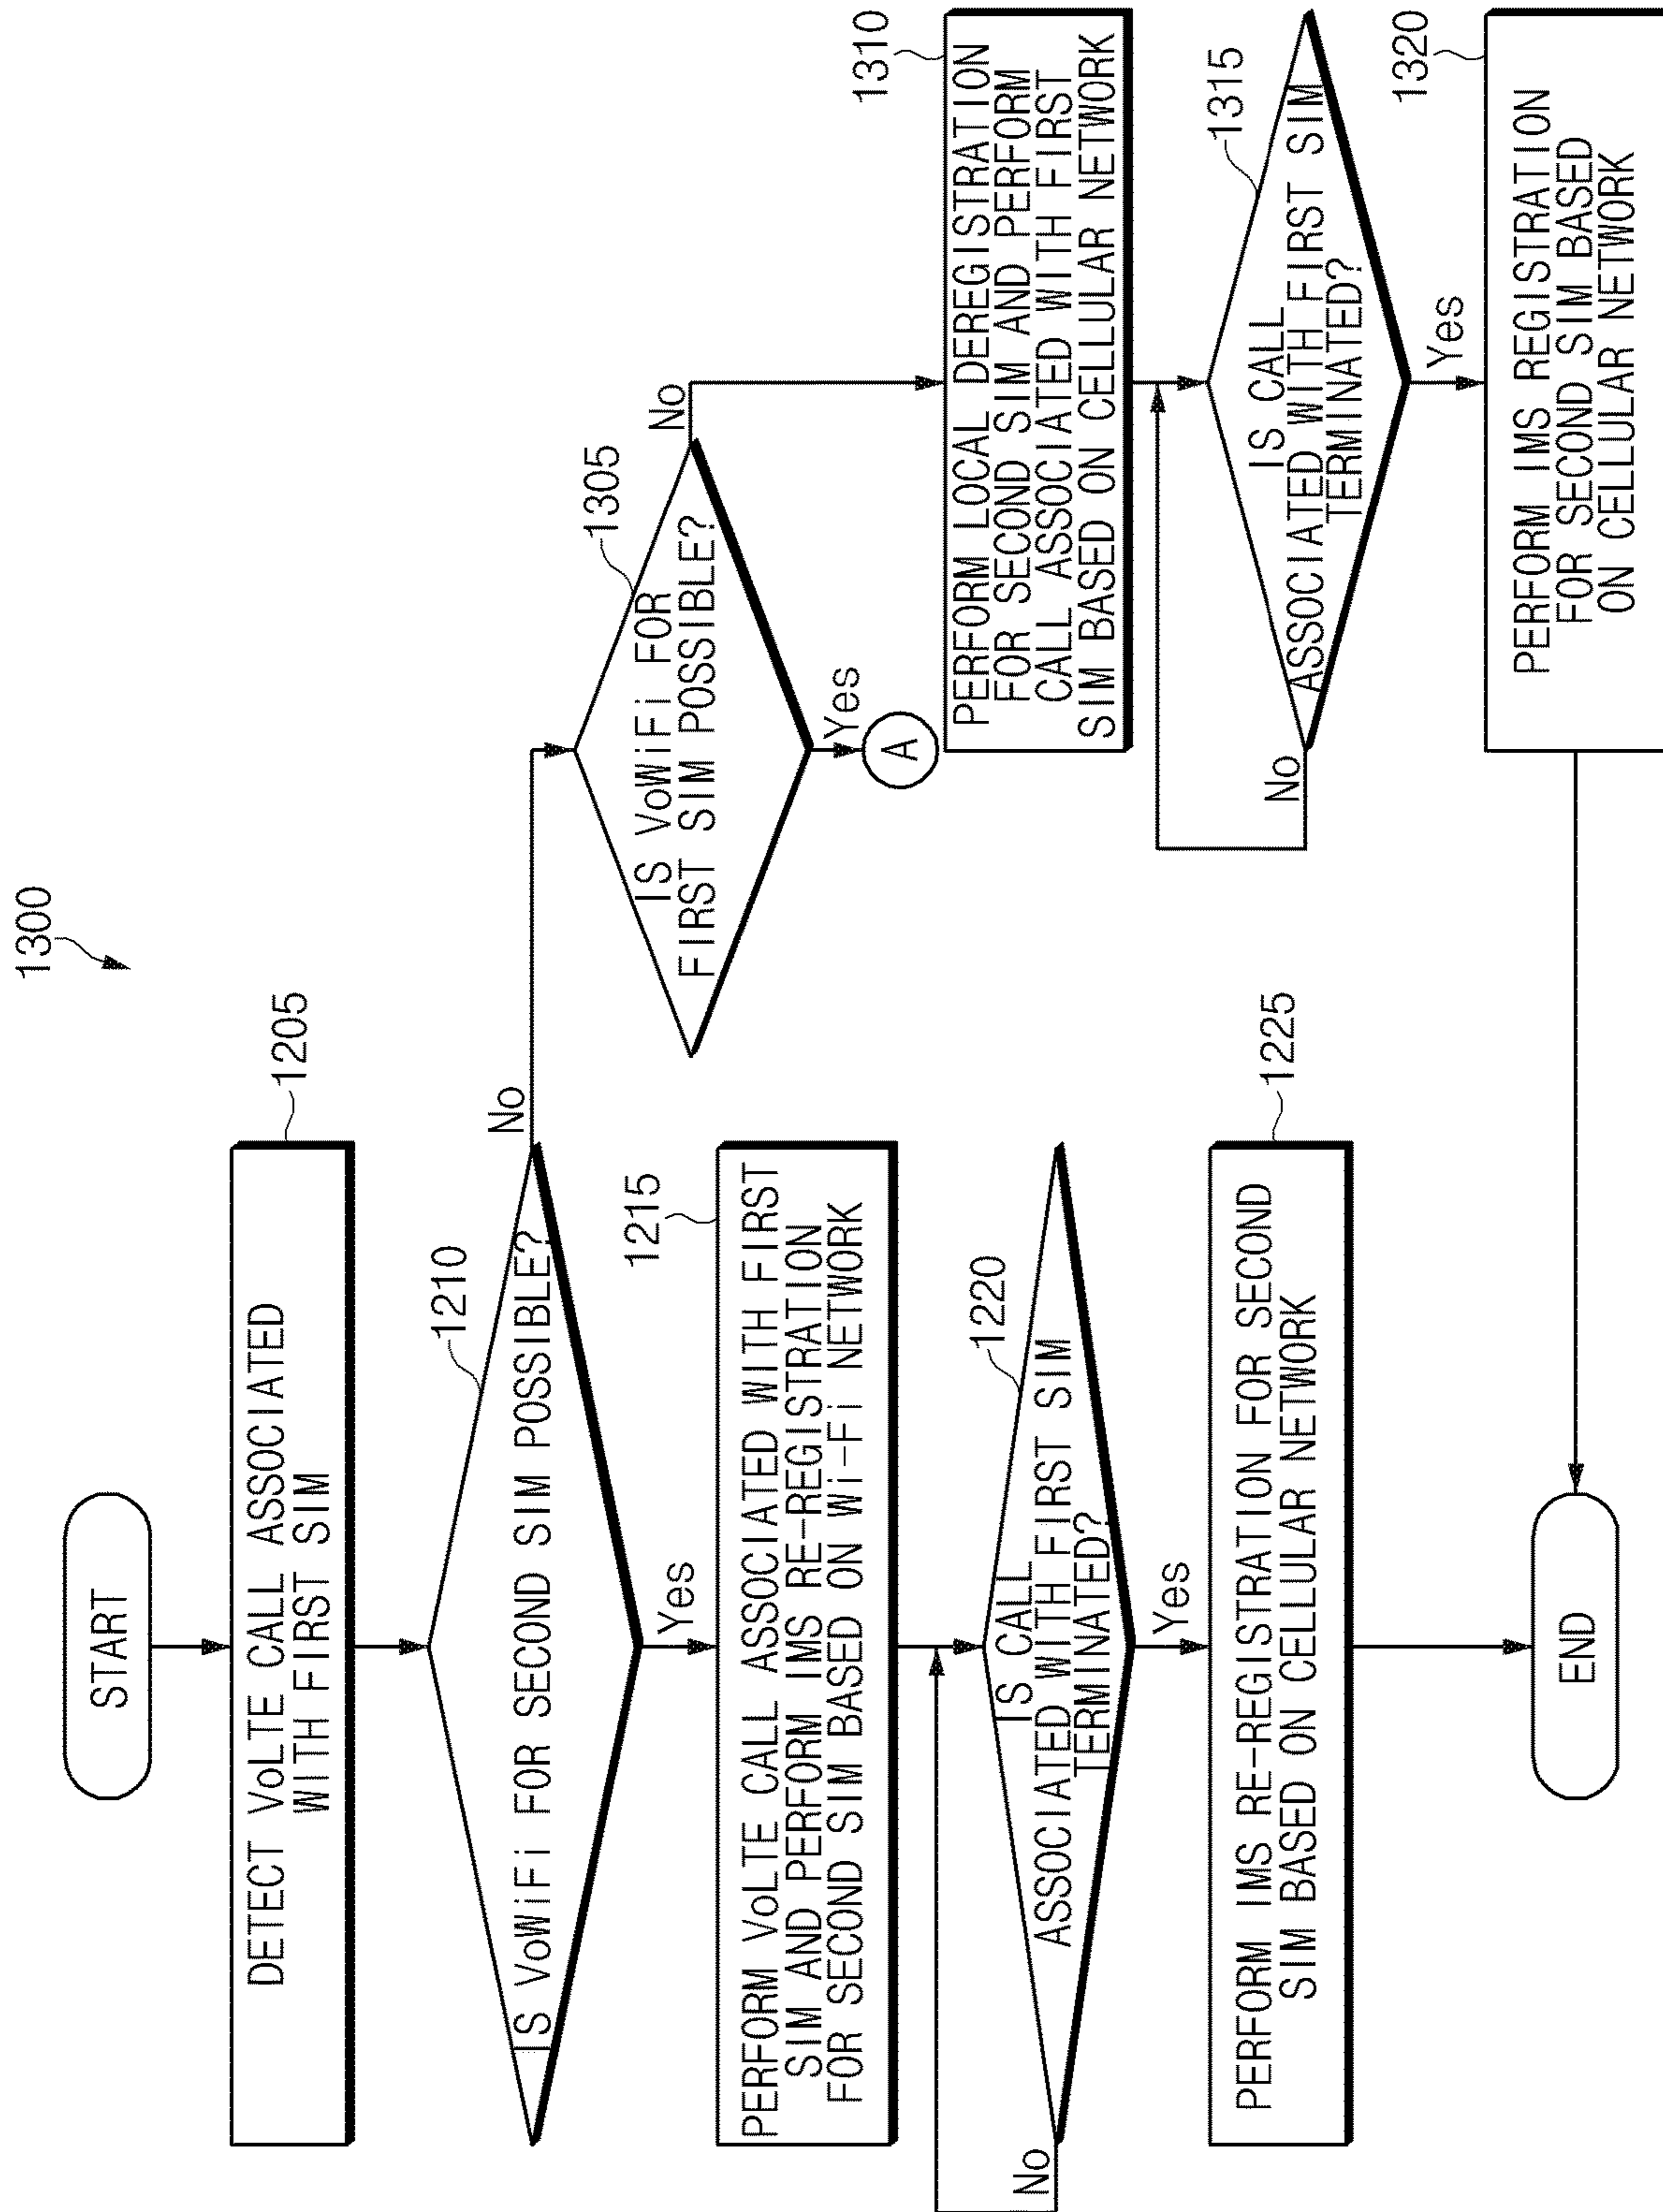 1300
START
DETECT VoLTE CALL ASSOCIATED
WITH FIRST SIM
1205
IS VoWiFi FOR SECOND SIM POSSIBLE?
1210
No
Yes
PERFORM VoLTE CALL ASSOCIATED WITH FIRST
SIM AND PERFORM IMS RE-REGISTRATION
FOR SECOND SIM BASED ON Wi-Fi NETWORK
1215
IS CALL
ASSOCIATED WITH FIRST SIM
TERMINATED?
1220
No
Yes
PERFORM IMS RE-REGISTRATION FOR SECOND
SIM BASED ON CELLULAR NETWORK
1225
END
IS VoWiFi FOR
FIRST SIM POSSIBLE?
1305
No
Yes
A
PERFORM LOCAL DEREGISTRATION
FOR SECOND SIM AND PERFORM
CALL ASSOCIATED WITH FIRST
SIM BASED ON CELLULAR NETWORK
1310
IS CALL
ASSOCIATED WITH FIRST SIM
TERMINATED?
1315
No
Yes
PERFORM IMS REGISTRATION
FOR SECOND SIM BASED
ON CELLULAR NETWORK
1320